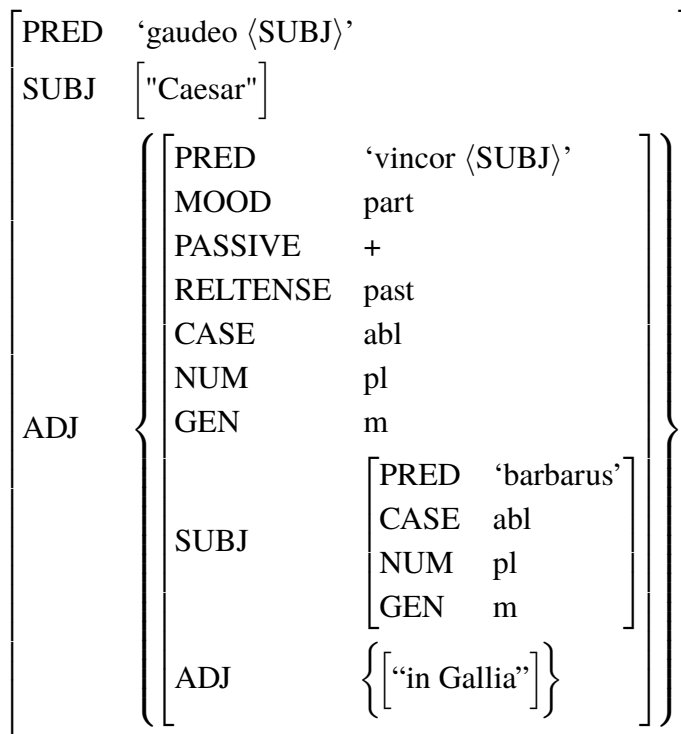 PRED ‘gaudeo ⟨SUBJ⟩’
SUBJ ["Caesar"]
ADJ
PRED ‘vincor ⟨SUBJ⟩’
MOOD part
PASSIVE +
RELTENSE past
CASE abl
NUM pl
GEN m
SUBJ
PRED ‘barbarus’
CASE abl
NUM pl
GEN m
ADJ {[“in Gallia”]}